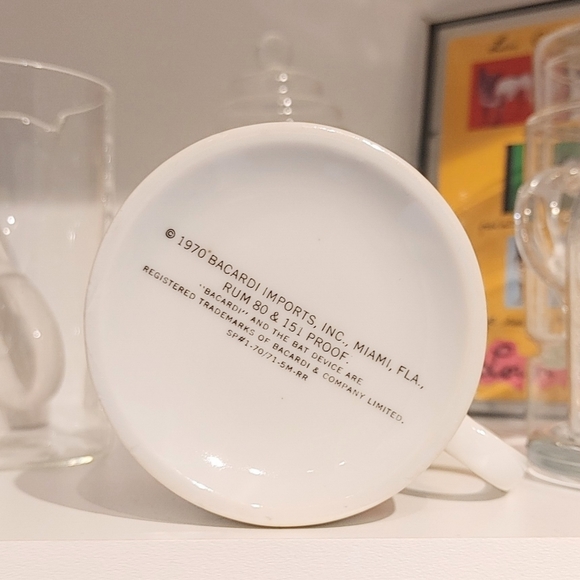 © 1970 BACARDI IMPORTS, INC., MIAMI, FLA.,
RUM 80 & 151 PROOF.
"BACARDI" AND THE BAT DEVICE ARE
REGISTERED TRADEMARKS OF BACARDI & COMPANY LIMITED.
SP#1-70/71-5M-RR